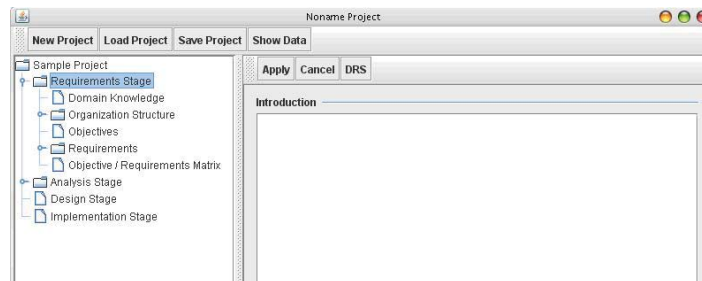 Noname Project
New Project Load Project Save Project Show Data
Sample Project
Requirements Stage
Domain Knowledge
Organization Structure
Objectives
Requirements
Objective / Requirements Matrix
Analysis Stage
Design Stage
Implementation Stage
Apply Cancel DRS
Introduction